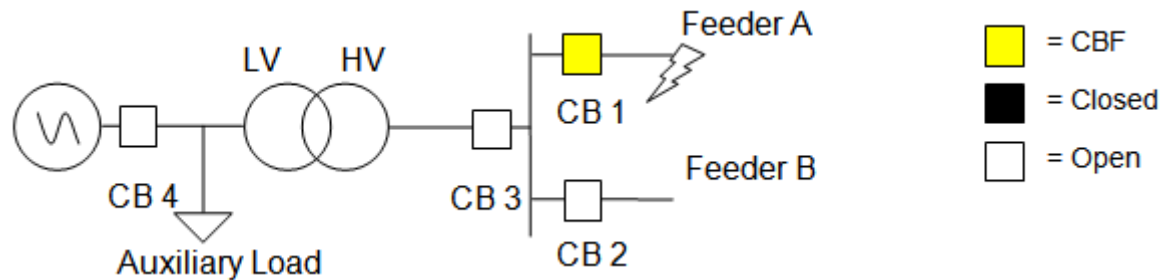 Feeder A
LV HV
CB 1
= CBF
= Closed
= Open
Feeder B
CB 4
CB 3
CB 2
Auxiliary Load